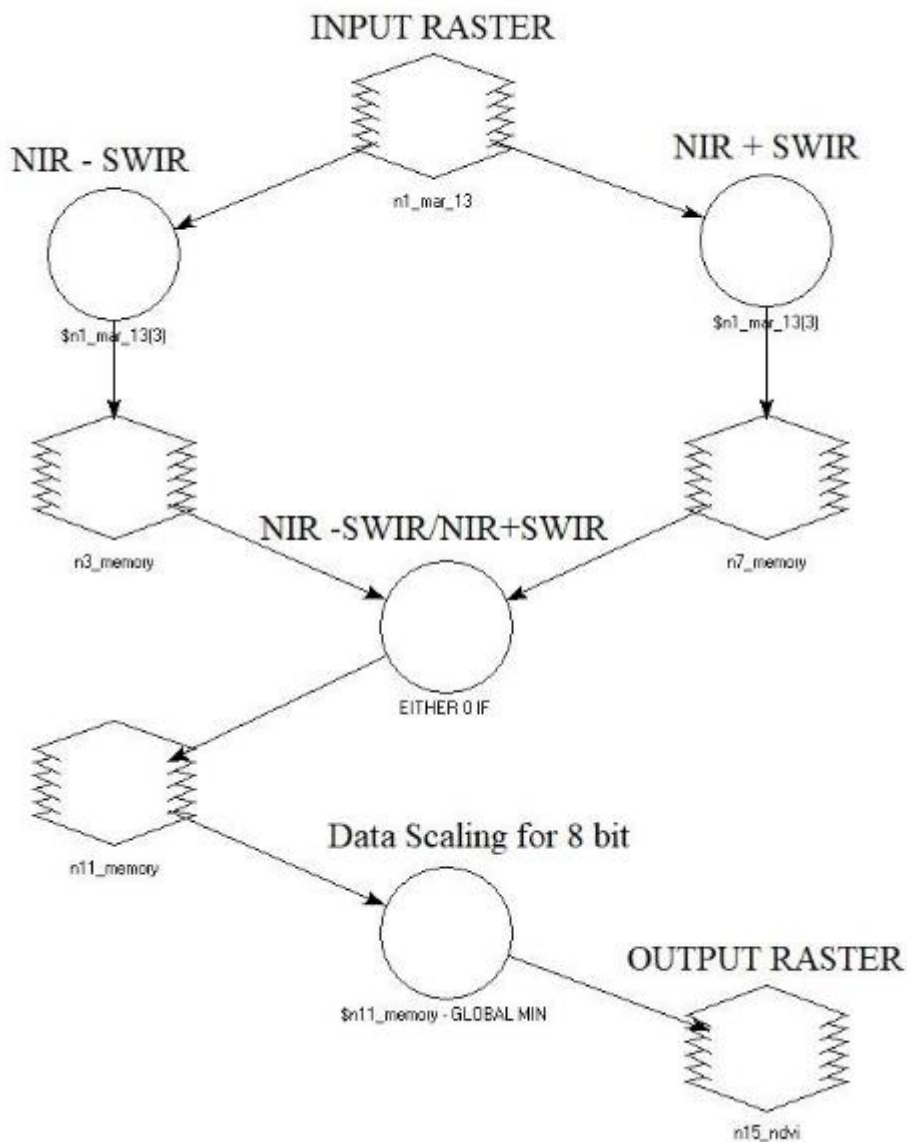 INPUT RASTER
NIR - SWIR
NIR + SWIR
n1_mar_13
$n1_mar_13(3)
$n1_mar_13(3)
NIR -SWIR/NIR+SWIR
n3_memory
n7_memory
EITHER 0 IF
Data Scaling for 8 bit
n11_memory
OUTPUT RASTER
$n11_memory - GLOBAL MIN
n15_ndvi